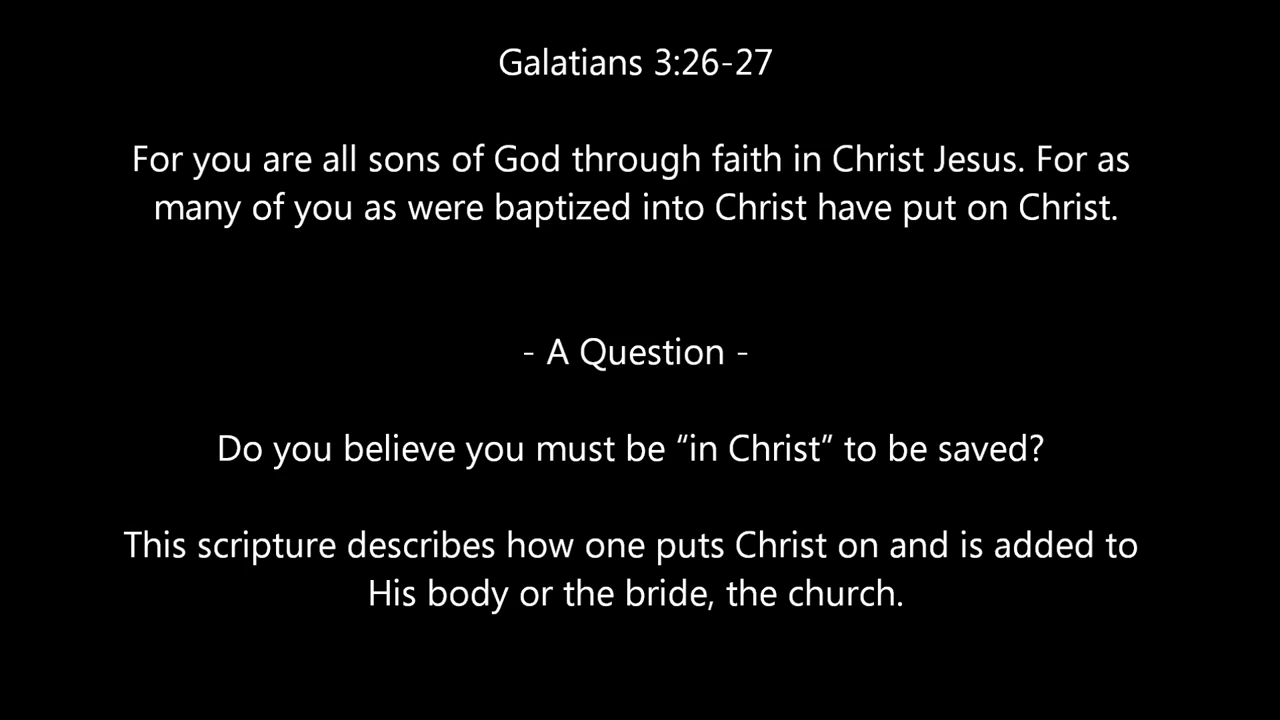 Galatians 3:26-27
For you are all sons of God through faith in Christ Jesus. For as
many of you as were baptized into Christ have put on Christ.
- A Question -
Do you believe you must be “in Christ” to be saved?
This scripture describes how one puts Christ on and is added to
His body or the bride, the church.